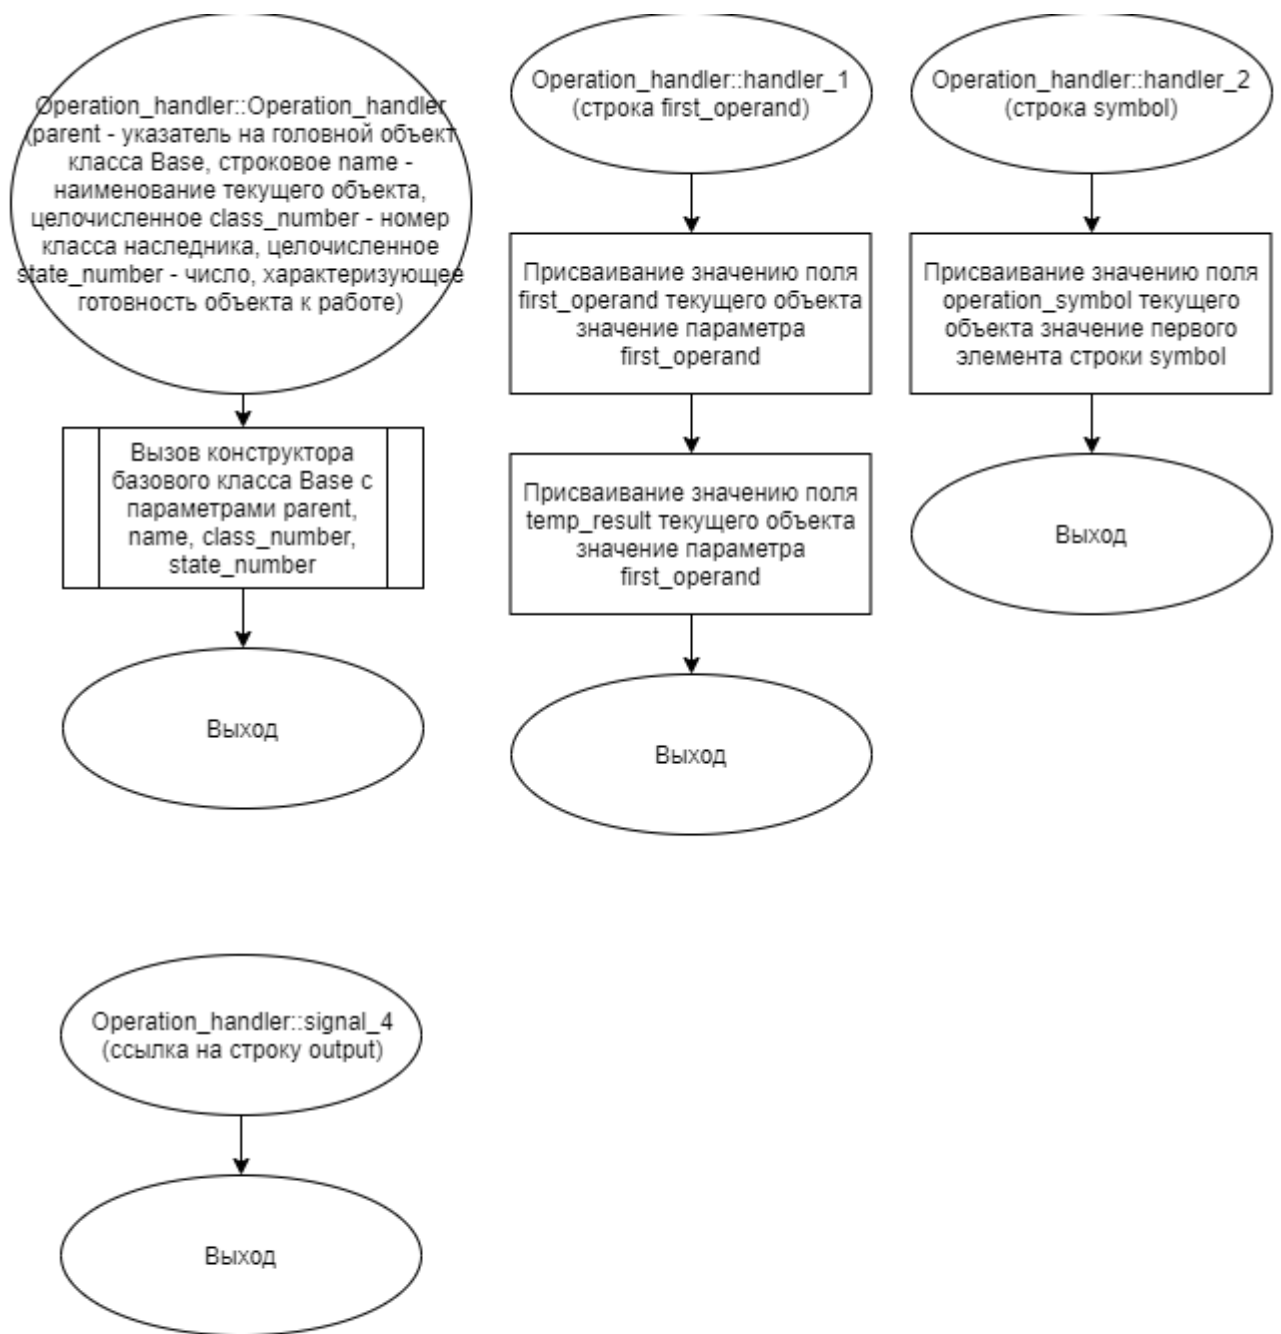 Operation_handler::Operation_handler
(parent - указатель на головной объект
класса Base, строковое name -
наименование текущего объекта,
целочисленное class_number - номер
класса наследника, целочисленное
state_number - число, характеризующее
готовность объекта к работе)
Вызов конструктора
базового класса Base с
параметрами parent,
name, class_number,
state_number
Выход
Operation_handler::handler_1
(строка first_operand)
Присваивание значению поля
first_operand текущего объекта
значение параметра
first_operand
Присваивание значению поля
temp_result текущего объекта
значение параметра
first_operand
Выход
Operation_handler::handler_2
(строка symbol)
Присваивание значению поля
operation_symbol текущего
объекта значение первого
элемента строки symbol
Выход
Operation_handler::signal_4
(ссылка на строку output)
Выход